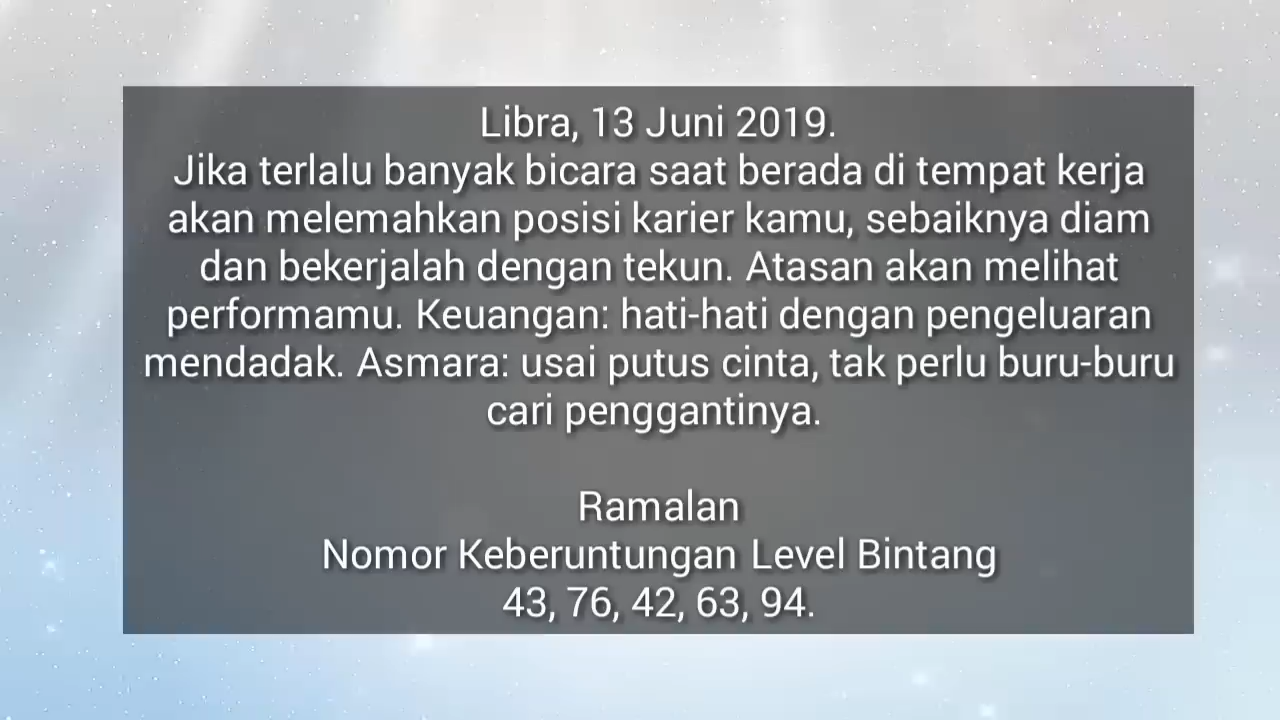 Libra, 13 Juni 2019.
Jika terlalu banyak bicara saat berada di tempat kerja
akan melemahkan posisi karier kamu, sebaiknya diam
dan bekerjalah dengan tekun. Atasan akan melihat
performamu. Keuangan: hati-hati dengan pengeluaran
mendadak. Asmara: usai putus cinta, tak perlu buru-buru
cari penggantinya.
Ramalan
Nomor Keberuntungan Level Bintang
43, 76, 42, 63, 94.